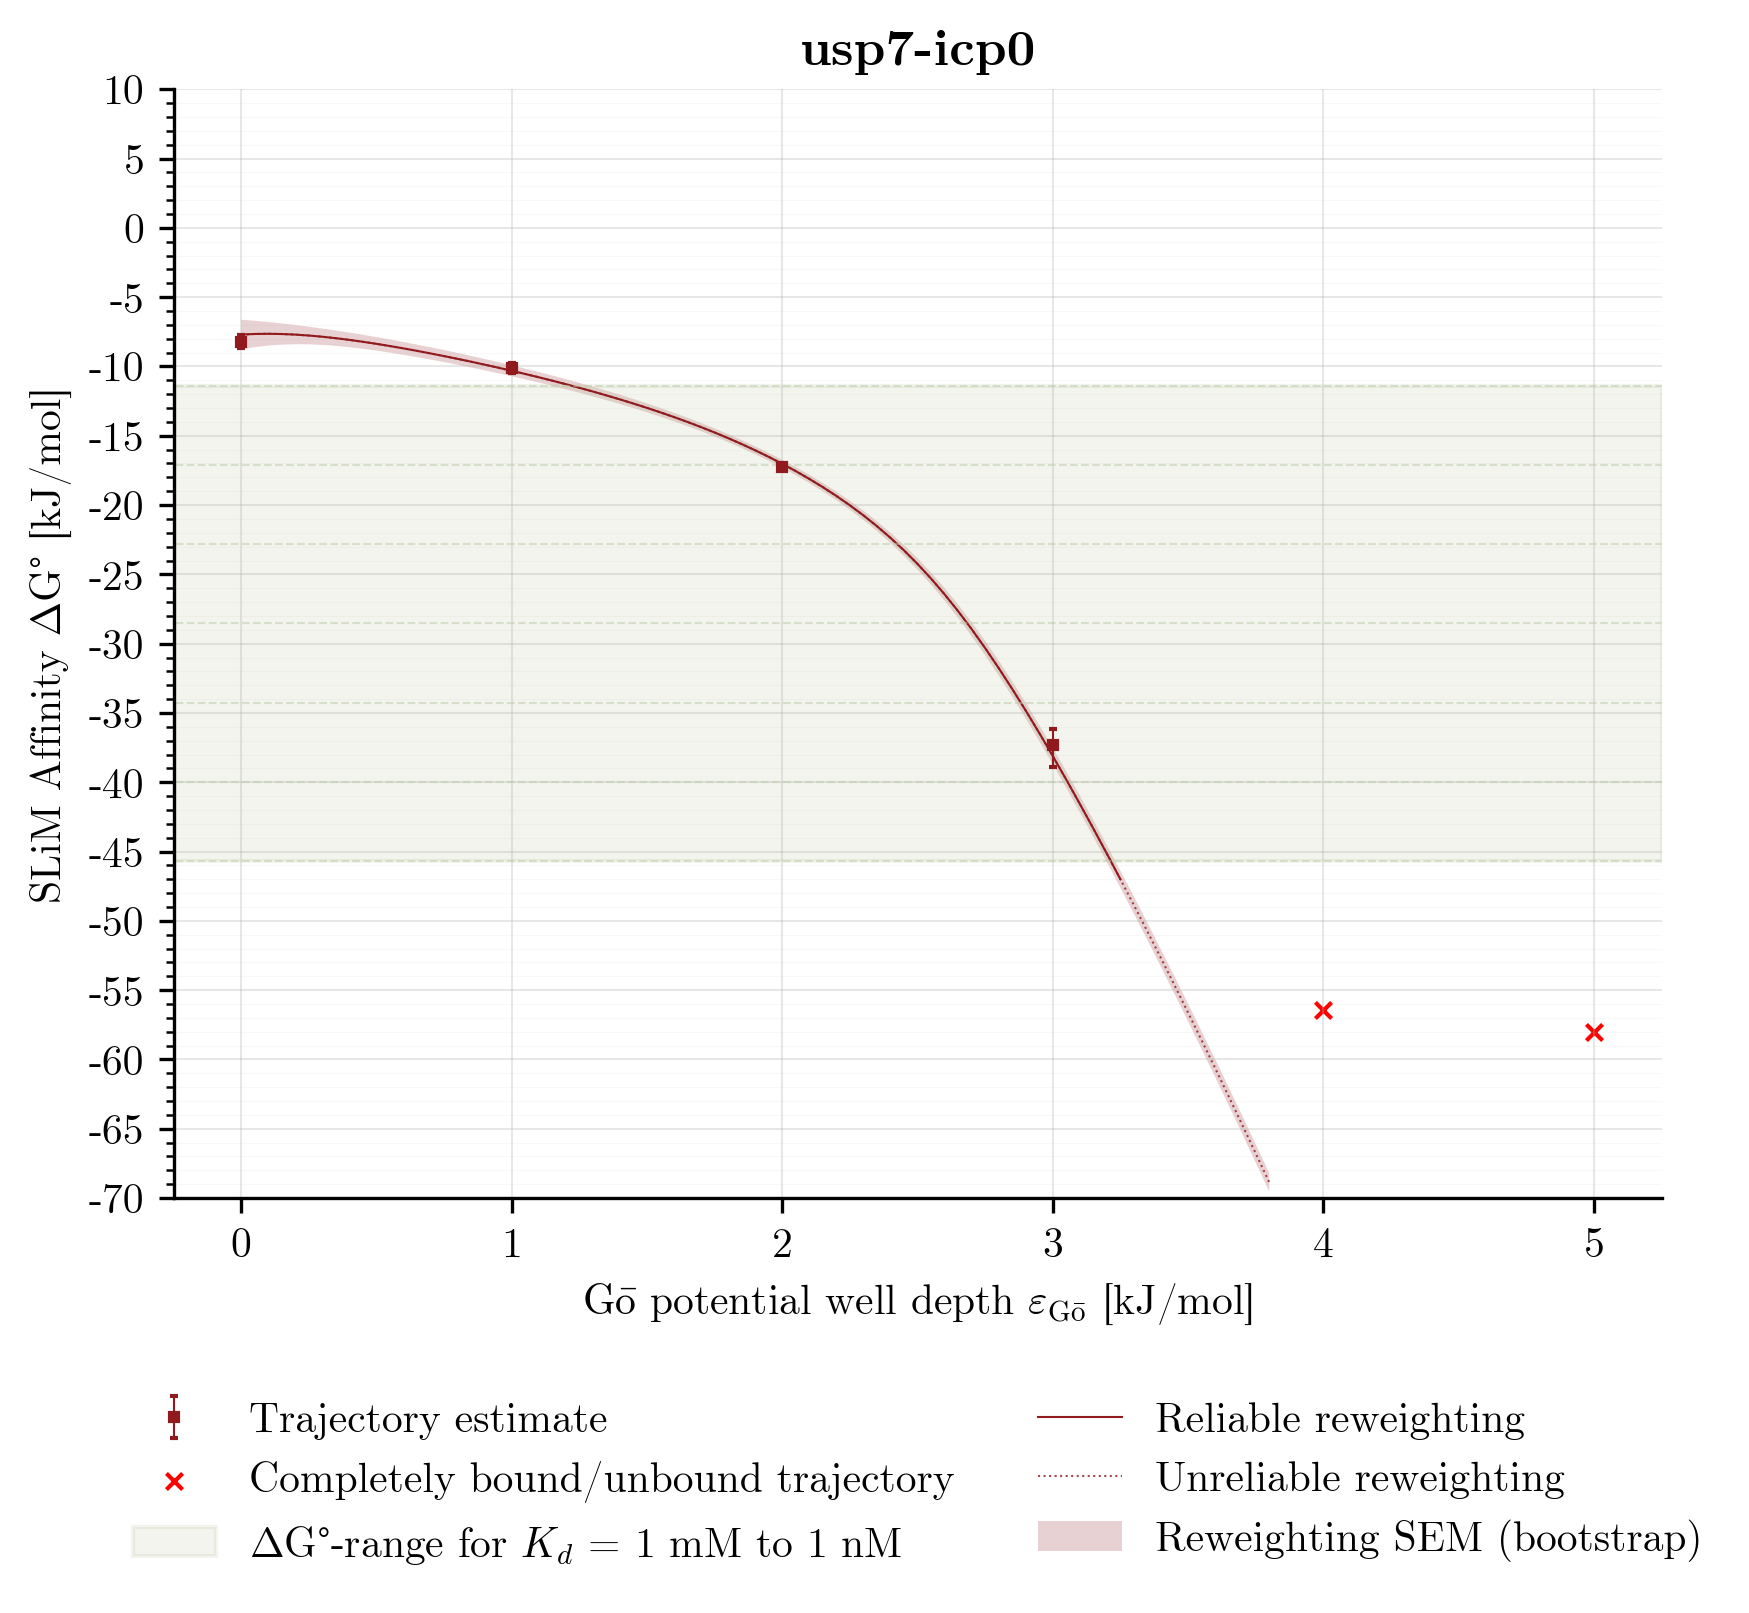 usp7-icp0
10
5
0
-5
-10
-15
-20
-25
-30
-35
-40
-45
-50
-55
-60
-65
-70
SLiM Affinity ΔG° [kJ/mol]
0 1 2 3 4 5
Gō potential well depth ε_Gō [kJ/mol]
Trajectory estimate
Completely bound/unbound trajectory
ΔG°-range for K_d = 1 mM to 1 nM
Reliable reweighting
Unreliable reweighting
Reweighting SEM (bootstrap)